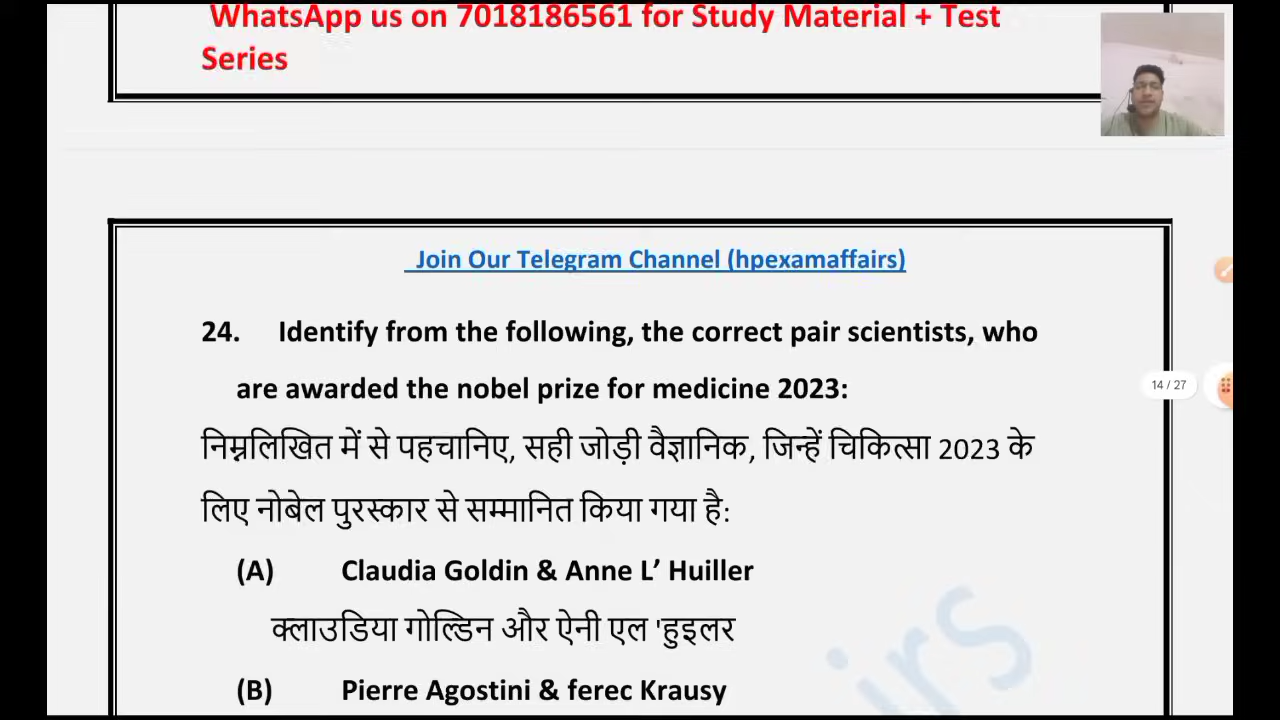 WhatsApp us on 7018186561 for Study Material + Test
Series
Join Our Telegram Channel (hpexamaffairs)
24. Identify from the following, the correct pair scientists, who
are awarded the nobel prize for medicine 2023:
14 / 27
निम्नलिखित में से पहचानिए, सही जोड़ी वैज्ञानिक, जिन्हें चिकित्सा 2023 के
लिए नोबेल पुरस्कार से सम्मानित किया गया है:
(A) Claudia Goldin & Anne L’ Huiller
क्लाउडिया गोल्डिन और ऐनी एल 'हुइलर
(B) Pierre Agostini & ferec Krausy
irs